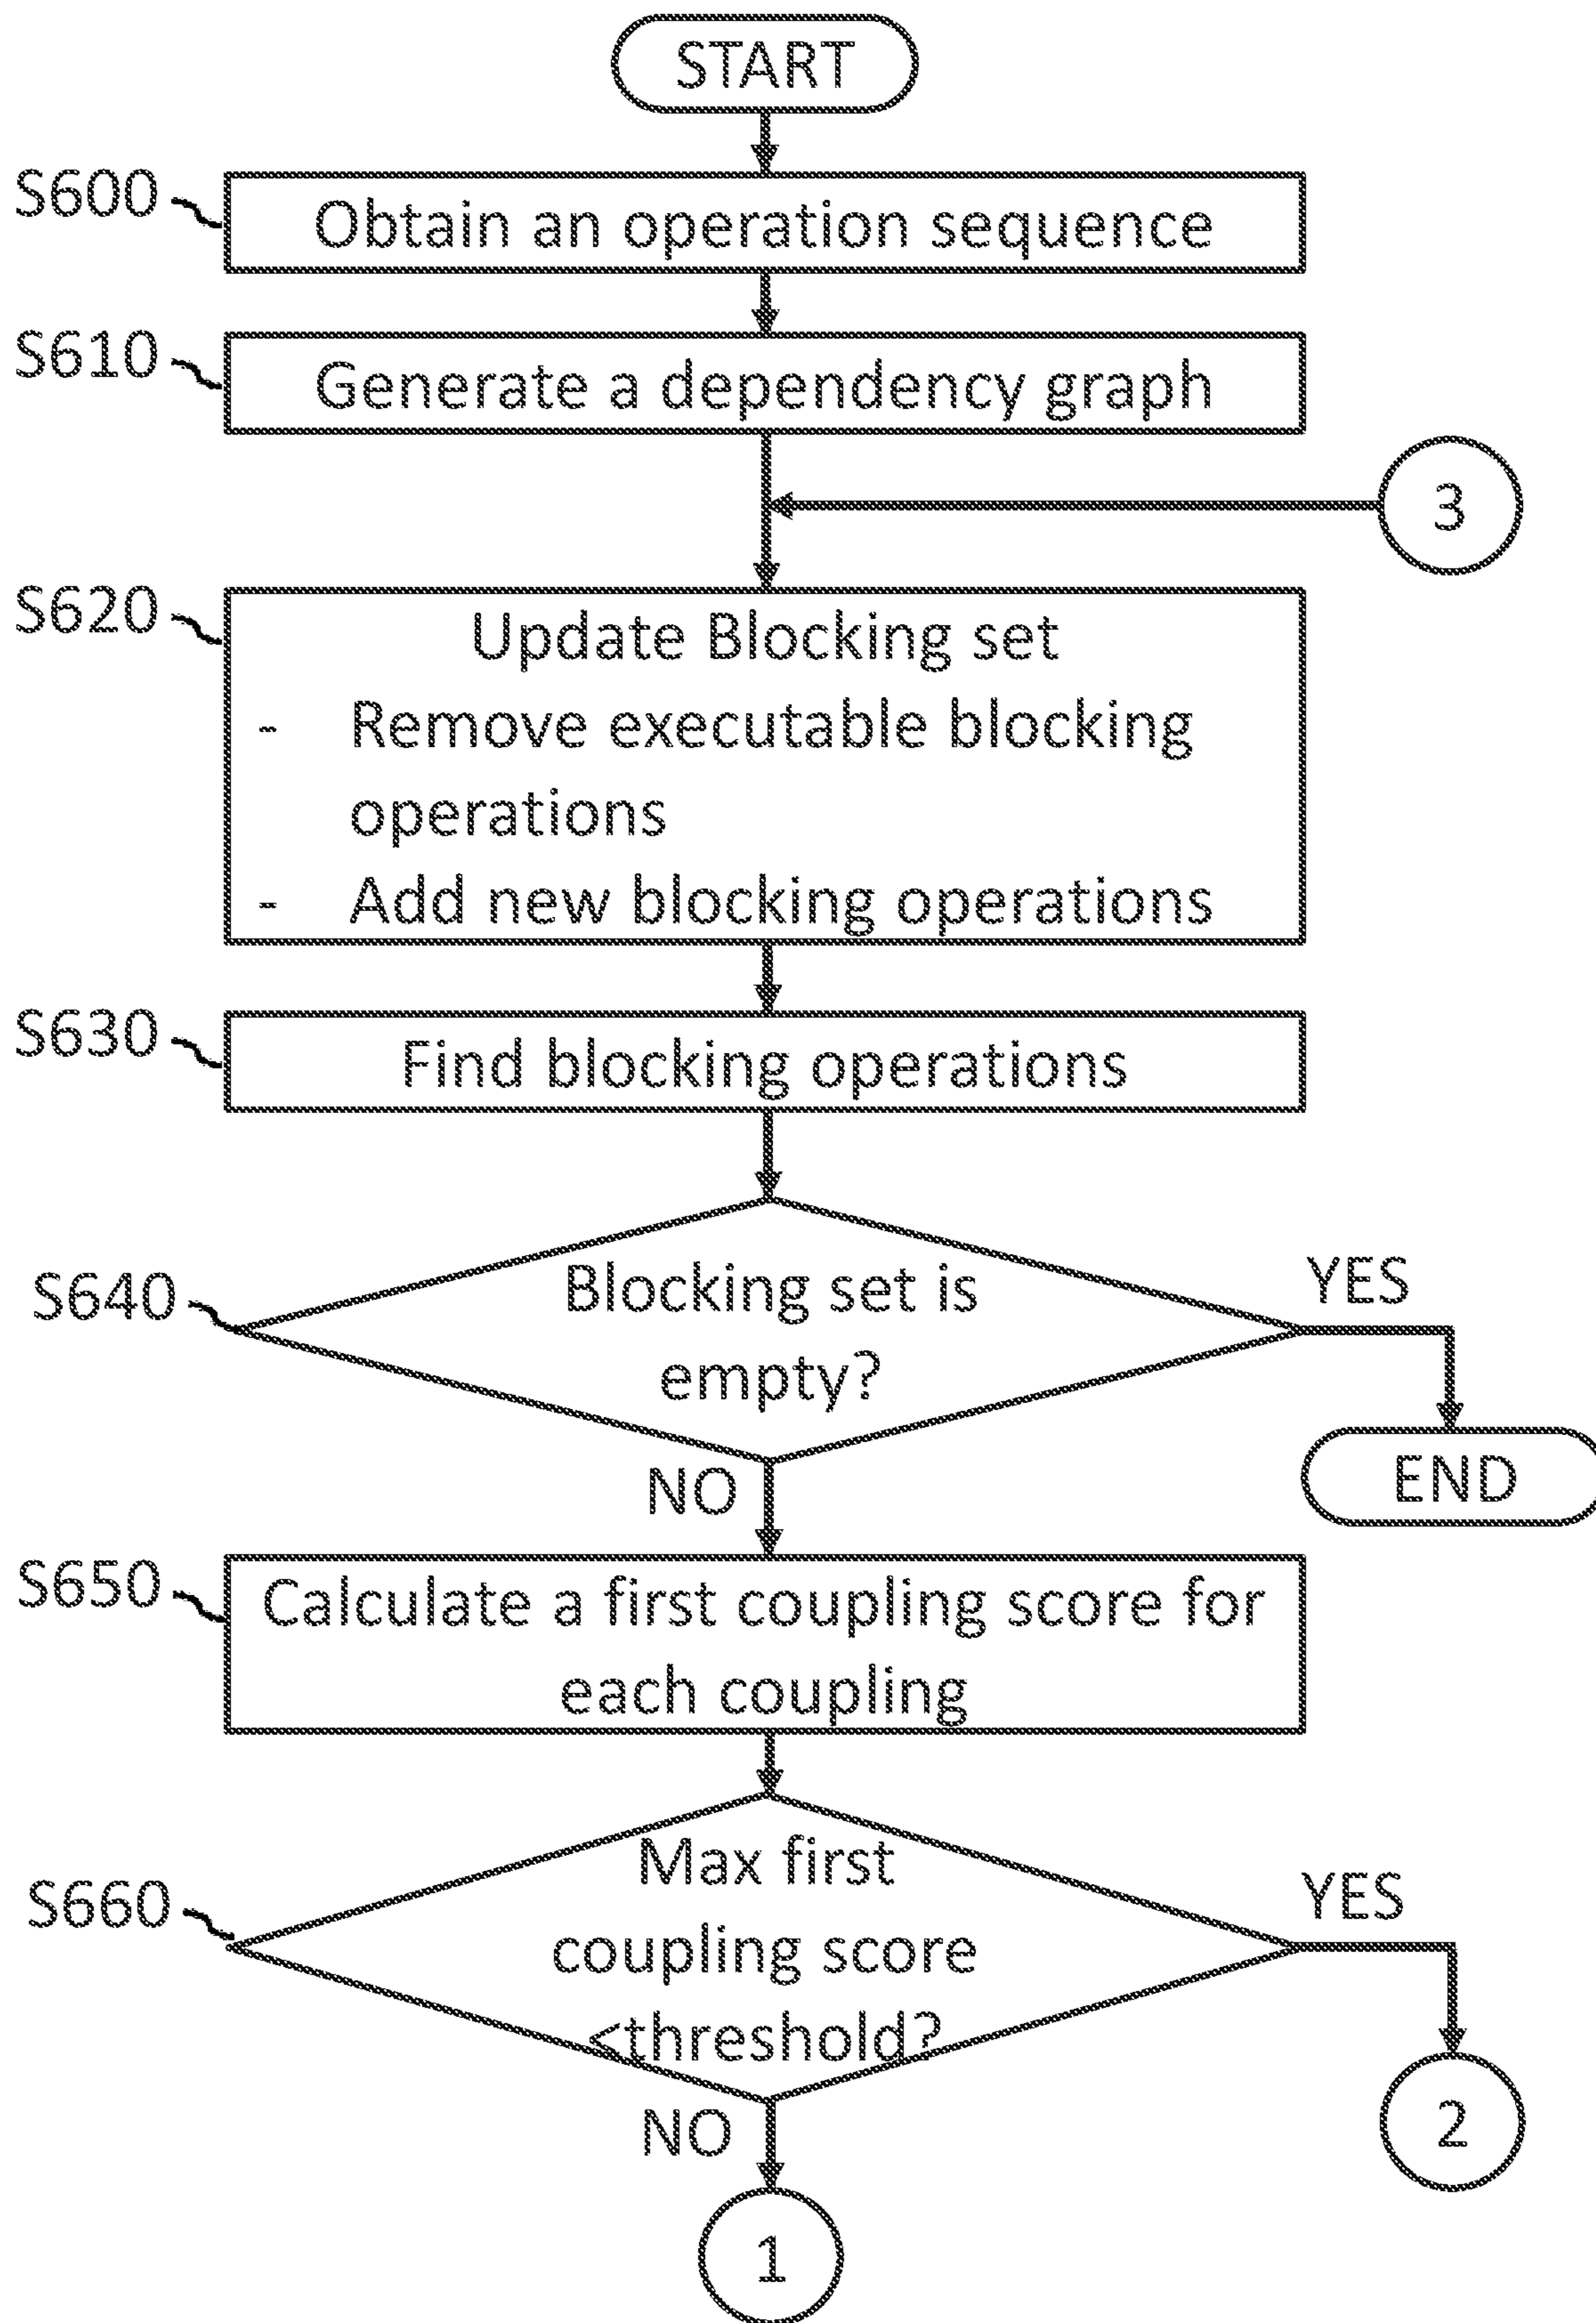 START
S600
Obtain an operation sequence
S610
Generate a dependency graph
3
S620
Update Blocking set
- Remove executable blocking
operations
- Add new blocking operations
S630
Find blocking operations
S640
Blocking set is
empty?
YES
END
NO
S650
Calculate a first coupling score for
each coupling
S660
Max first
coupling score
<threshold?
YES
2
NO
1